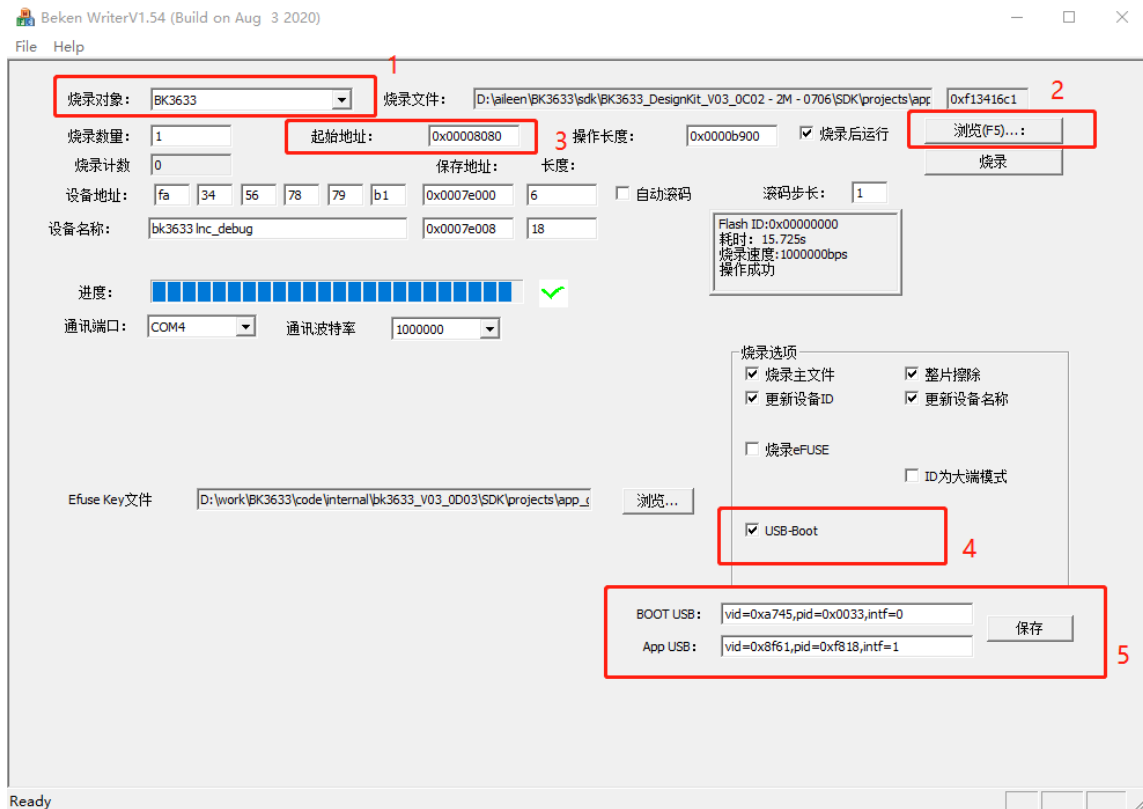 Beken WriterV1.54 (Build on Aug 3 2020)
File Help
1
烧录对象: BK3633 烧录文件: D:\aileen\BK3633\sdk\BK3633_DesignKit_V03_0C02 - 2M - 0706\SDK\projects\app 0xf13416c1 2
烧录数量: 1 起始地址: 0x00008080 3 操作长度: 0x0000b900 烧录后运行 浏览(F5)...:
烧录计数 0 保存地址: 长度: 烧录
设备地址: fa 34 56 78 79 b1 0x0007e000 6 自动滚码 滚码步长: 1
设备名称: bk3633 lnc_debug 0x0007e008 18
Flash ID:0x00000000
耗时: 15.725s
烧录速度:1000000bps
操作成功
进度:
通讯端口: COM4 通讯波特率 1000000
烧录选项
烧录主文件 整片擦除
更新设备ID 更新设备名称
烧录eFUSE
ID为大端模式
Efuse Key文件 D:\work\BK3633\code\internal\bk3633_V03_0D03\SDK\projects\app_c 浏览...
USB-Boot 4
BOOT USB: vid=0xa745,pid=0x0033,intf=0
保存
App USB: vid=0x8f61,pid=0xf818,intf=1
5
Ready